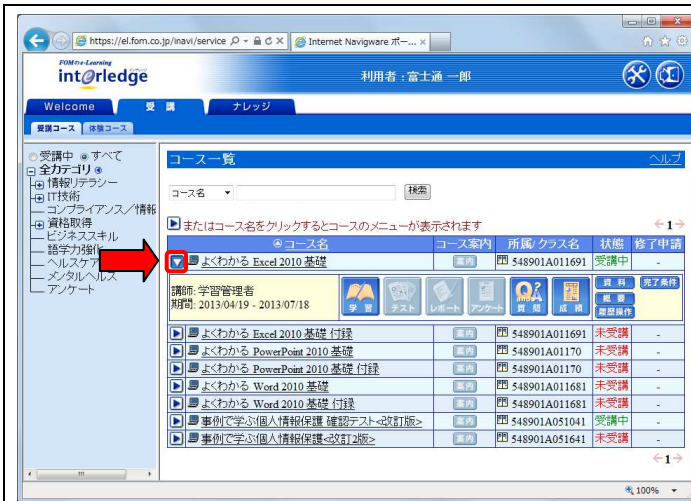 https://el.fom.co.jp/inavi/service
Internet Navigware ポー...
FOMのe-Learning
interledge
利用者：富士通 一郎
Welcome 受 講 ナレッジ
受講コース 体験コース
受講中 すべて
全カテゴリ
情報リテラシー
IT技術
コンプライアンス／情報
資格取得
ビジネススキル
語学力強化
ヘルスケア
メンタルヘルス
アンケート
コース一覧 ヘルプ
コース名 検索
またはコース名をクリックするとコースのメニューが表示されます
←1→
コース名 コース案内 所属/クラス名 状態 修了申請
よくわかる Excel 2010 基礎 案内 548901A011691 受講中
講師: 学習管理者
期間: 2013/04/19 - 2013/07/18
学 習 テスト レポート アンケート 質 問 成 績 資 料 概 要 履歴操作 完了条件
よくわかる Excel 2010 基礎 付録 案内 548901A011691 未受講 -
よくわかる PowerPoint 2010 基礎 案内 548901A01170 未受講 -
よくわかる PowerPoint 2010 基礎 付録 案内 548901A01170 未受講 -
よくわかる Word 2010 基礎 案内 548901A011681 未受講 -
よくわかる Word 2010 基礎 付録 案内 548901A011681 未受講 -
事例で学ぶ個人情報保護 確認テスト<改訂版> 案内 548901A051041 受講中 -
事例で学ぶ個人情報保護<改訂2版> 案内 548901A051641 未受講 -
←1→
100%